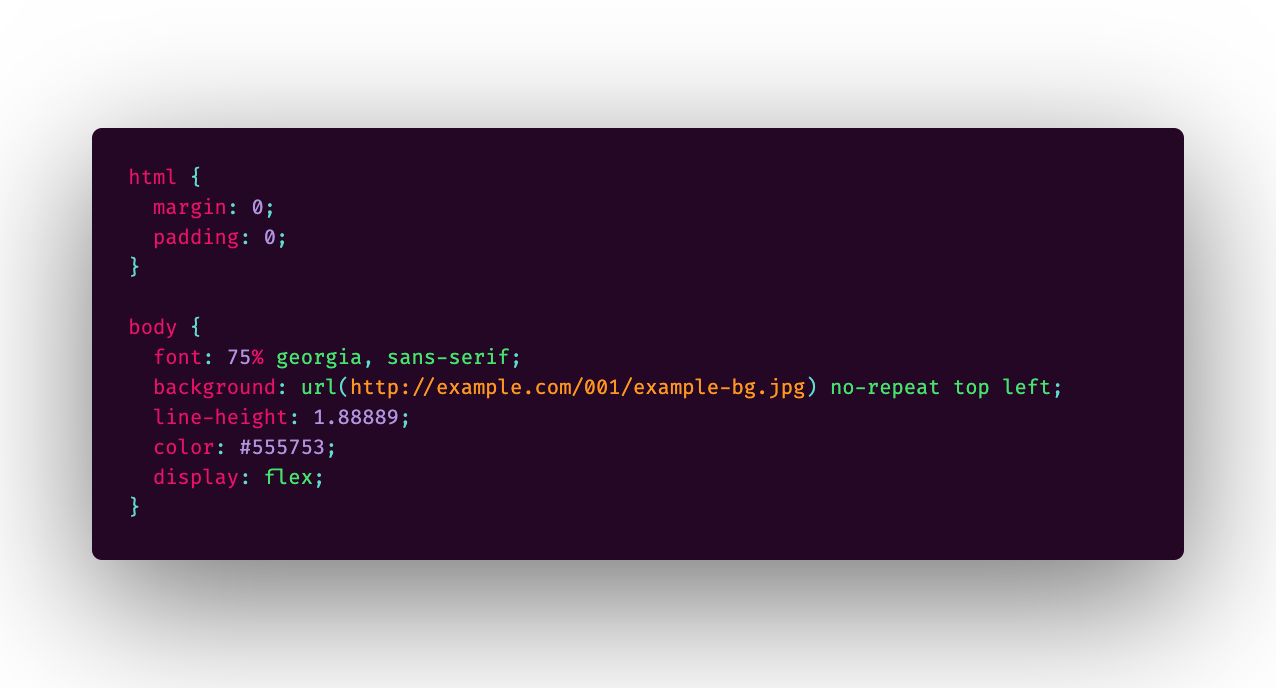 html {
  margin: 0;
  padding: 0;
}

body {
  font: 75% georgia, sans-serif;
  background: url(http://example.com/001/example-bg.jpg) no-repeat top left;
  line-height: 1.88889;
  color: #555753;
  display: flex;
}